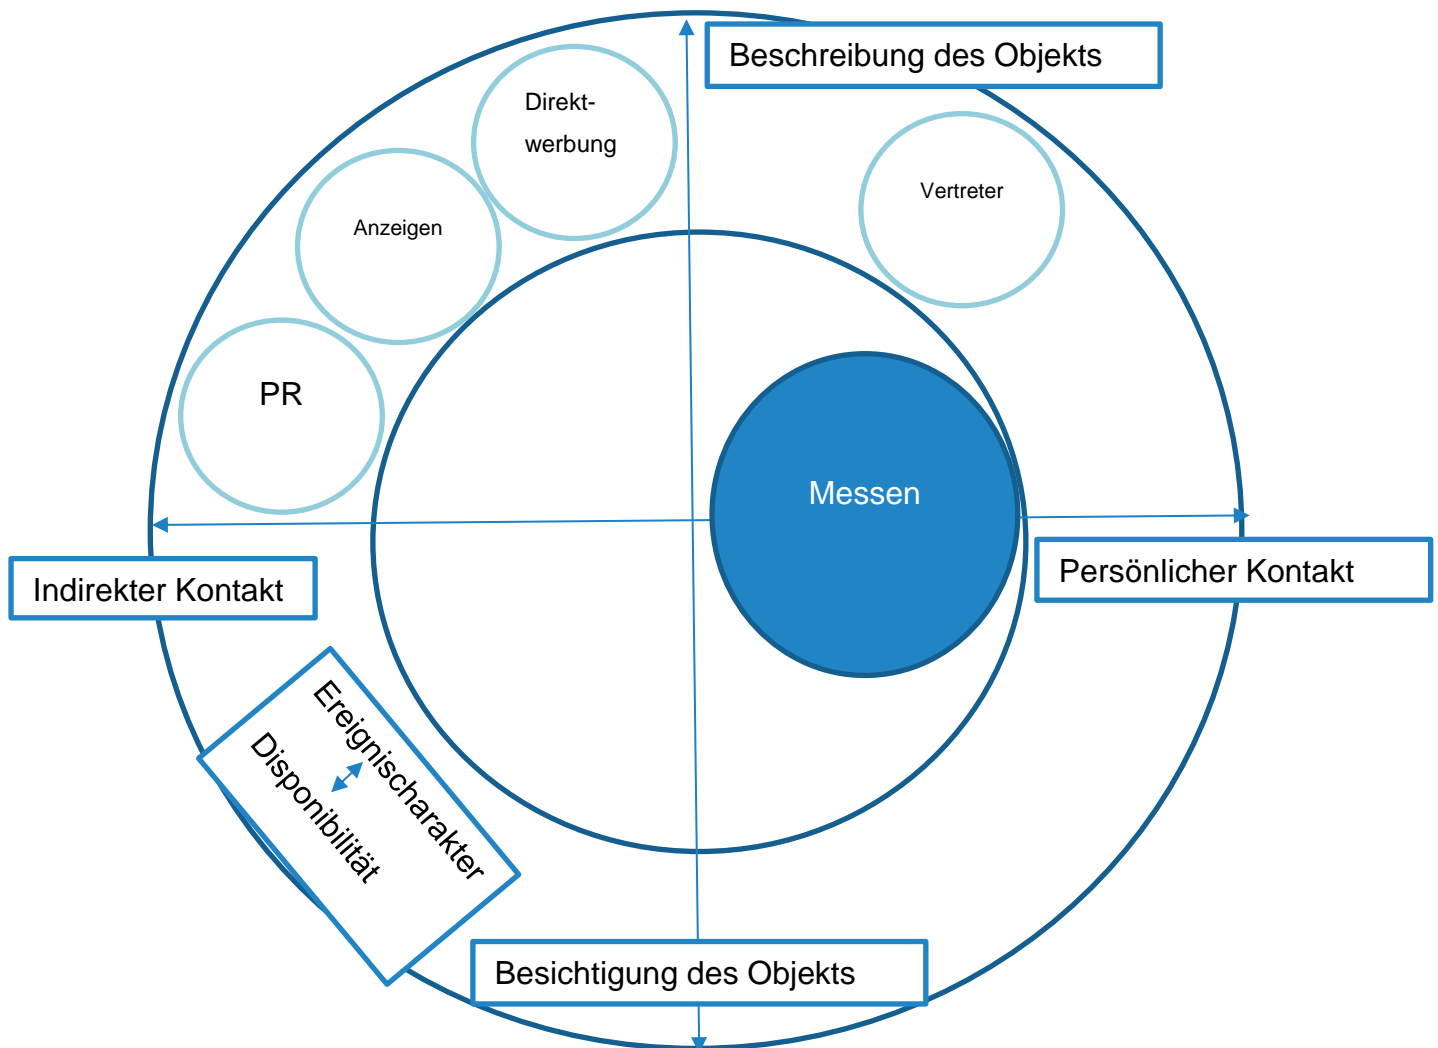 Beschreibung des Objekts
Direkt-
werbung
Vertreter
Anzeigen
PR
Messen
Indirekter Kontakt
Persönlicher Kontakt
Ereignischarakter
Disponibilität
Besichtigung des Objekts